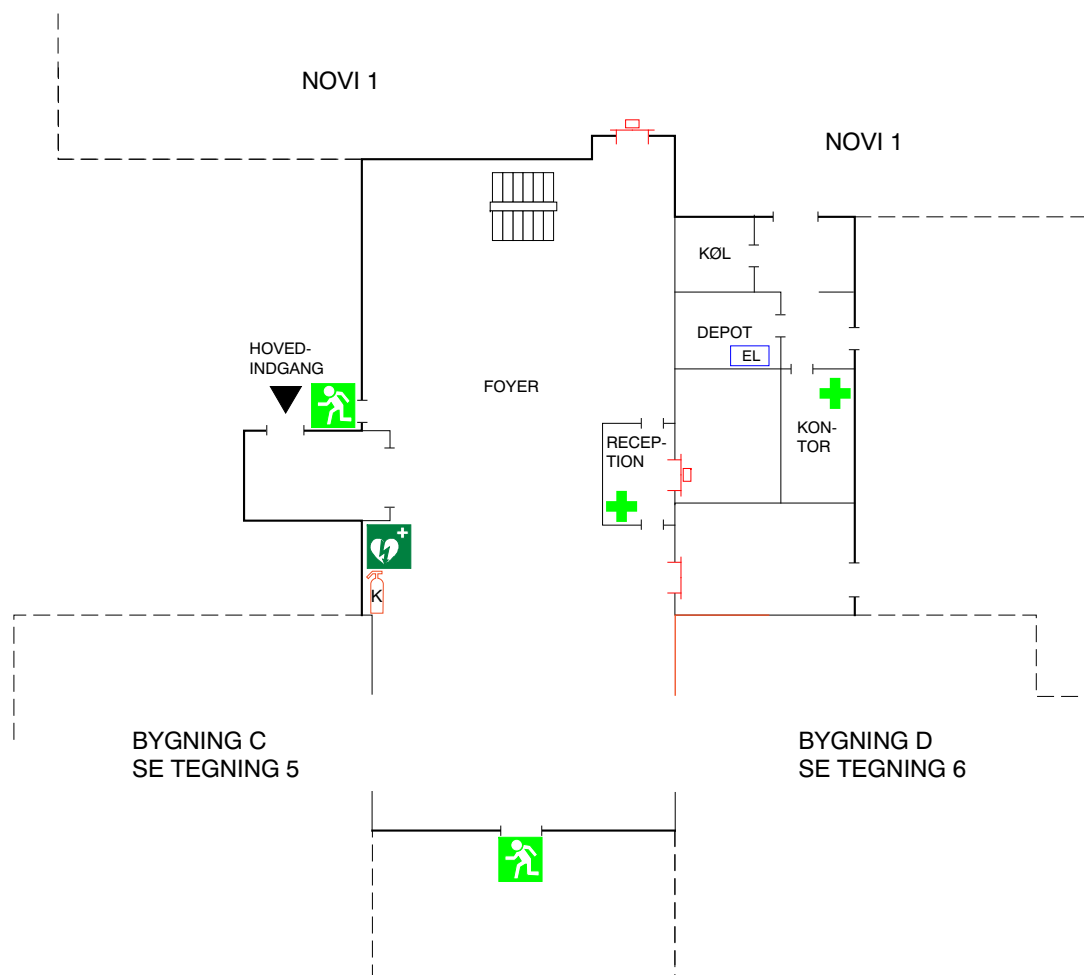 NOVI 1
NOVI 1
KØL
DEPOT
EL
HOVED-
INDGANG
FOYER
KON-
TOR
RECEP-
TION
K
BYGNING C
SE TEGNING 5
BYGNING D
SE TEGNING 6